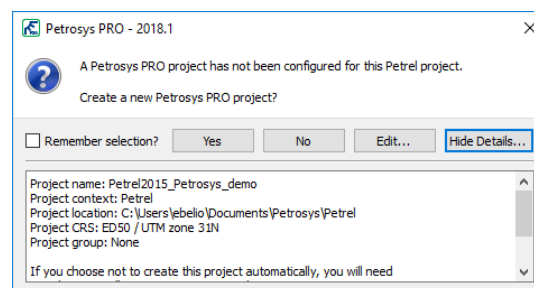 Petrosys PRO - 2018.1
A Petrosys PRO project has not been configured for this Petrel project.
Create a new Petrosys PRO project?
Remember selection? Yes No Edit... Hide Details...
Project name: Petrel2015_Petrosys_demo
Project context: Petrel
Project location: C:\Users\ebelio\Documents\Petrosys\Petrel
Project CRS: ED50 / UTM zone 31N
Project group: None
If you choose not to create this project automatically, you will need